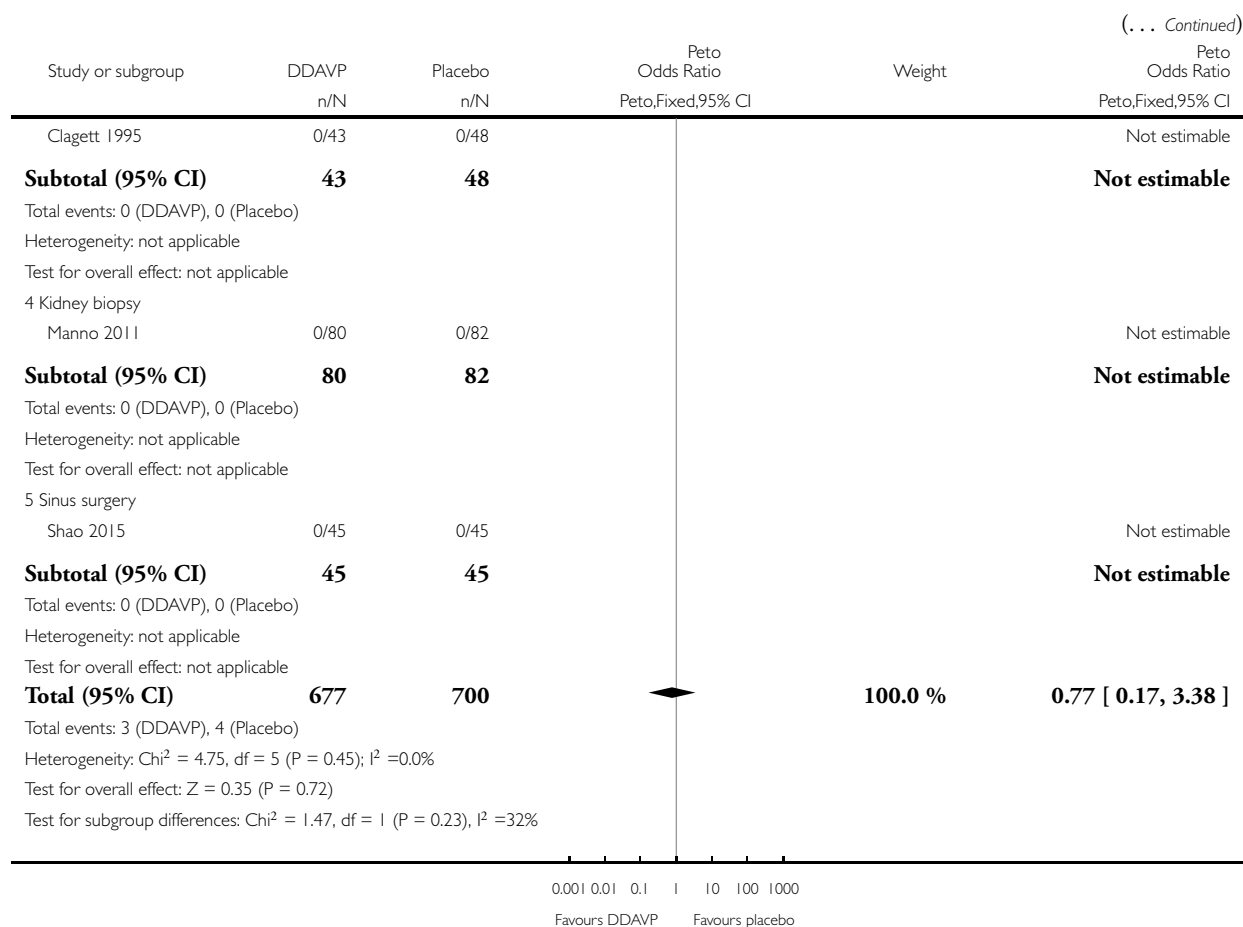 (... Continued)
Study or subgroup DDAVP Placebo Peto Odds Ratio Weight Peto Odds Ratio
n/N n/N Peto,Fixed,95% CI Peto,Fixed,95% CI
Clagett 1995 0/43 0/48 Not estimable
Subtotal (95% CI) 43 48 Not estimable
Total events: 0 (DDAVP), 0 (Placebo)
Heterogeneity: not applicable
Test for overall effect: not applicable
4 Kidney biopsy
Manno 2011 0/80 0/82 Not estimable
Subtotal (95% CI) 80 82 Not estimable
Total events: 0 (DDAVP), 0 (Placebo)
Heterogeneity: not applicable
Test for overall effect: not applicable
5 Sinus surgery
Shao 2015 0/45 0/45 Not estimable
Subtotal (95% CI) 45 45 Not estimable
Total events: 0 (DDAVP), 0 (Placebo)
Heterogeneity: not applicable
Test for overall effect: not applicable
Total (95% CI) 677 700 100.0 % 0.77 [ 0.17, 3.38 ]
Total events: 3 (DDAVP), 4 (Placebo)
Heterogeneity: Chi² = 4.75, df = 5 (P = 0.45); I² =0.0%
Test for overall effect: Z = 0.35 (P = 0.72)
Test for subgroup differences: Chi² = 1.47, df = 1 (P = 0.23), I² =32%
0.001 0.01 0.1 1 10 100 1000
Favours DDAVP Favours placebo